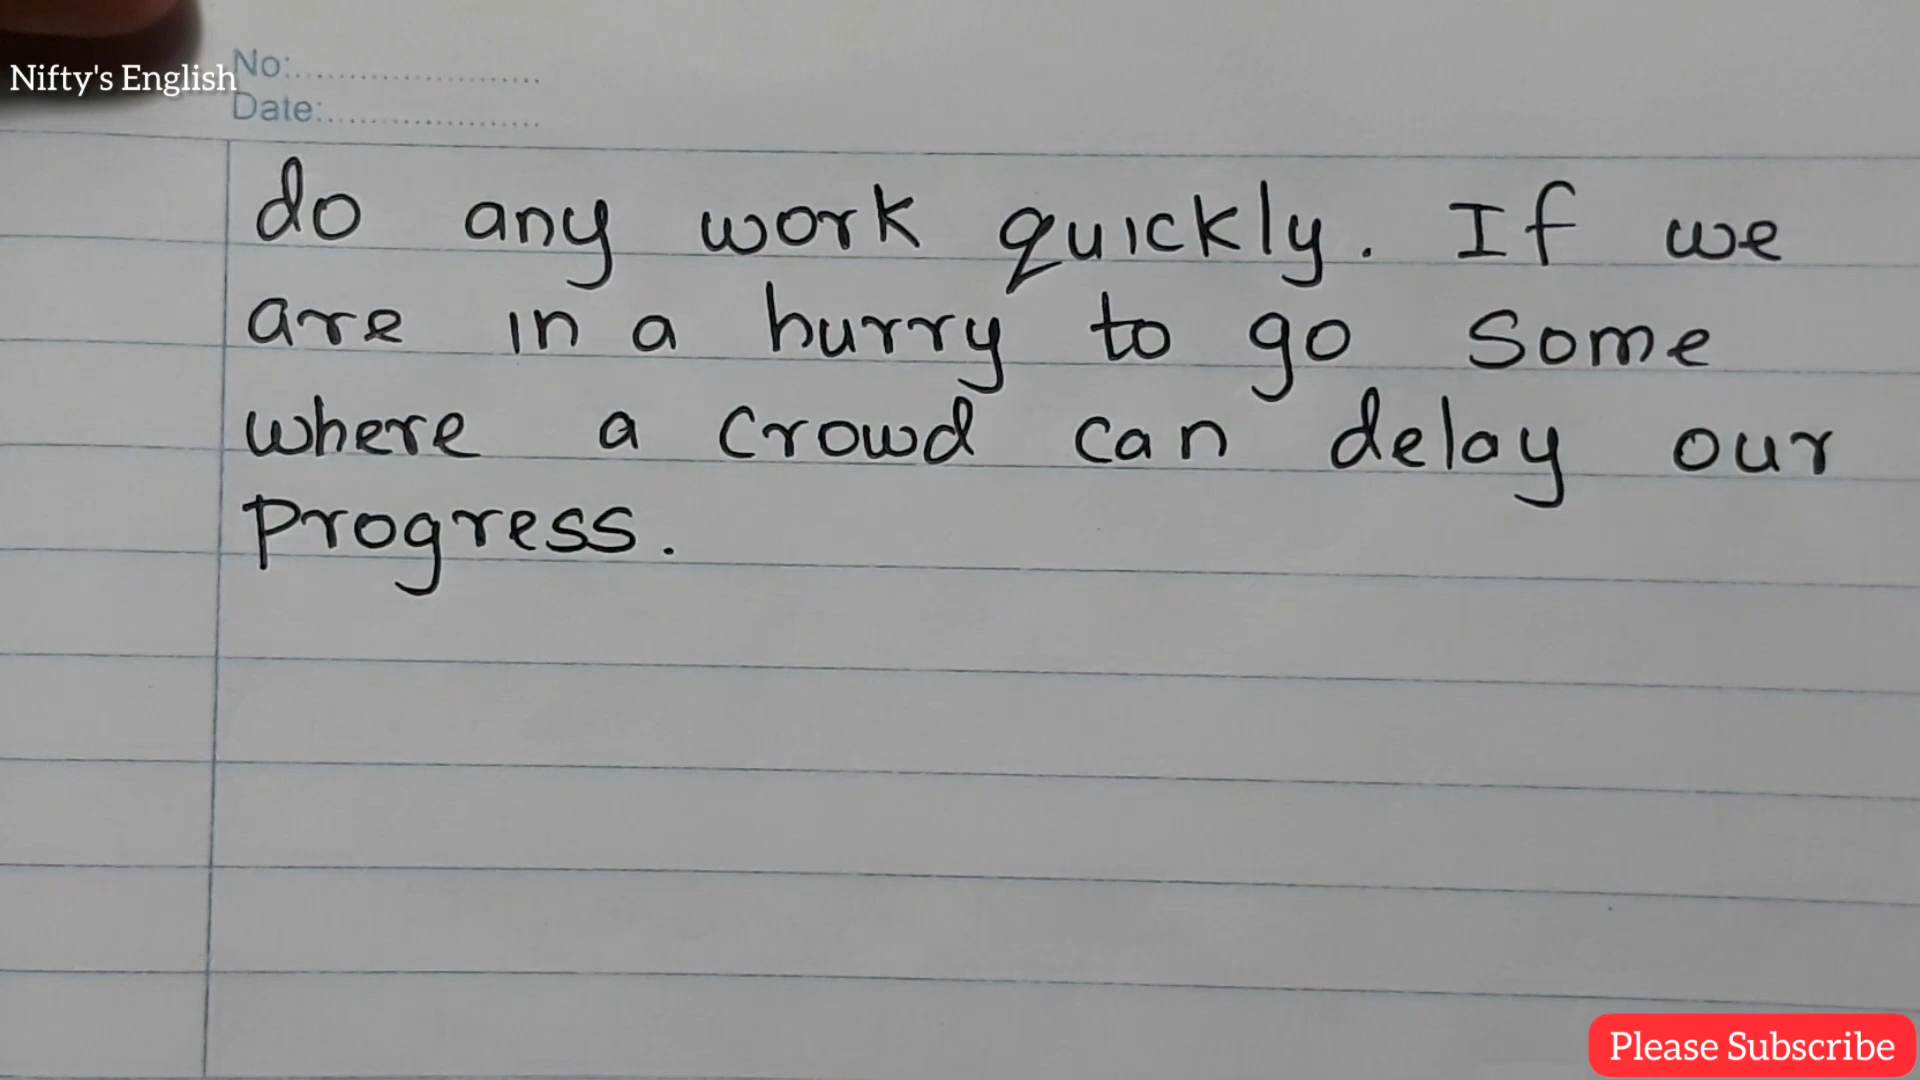 Nifty's English
No:........................
Date:.......................
do any work quickly. If we
are in a hurry to go Some
where a crowd can delay our
progress.
Please Subscribe